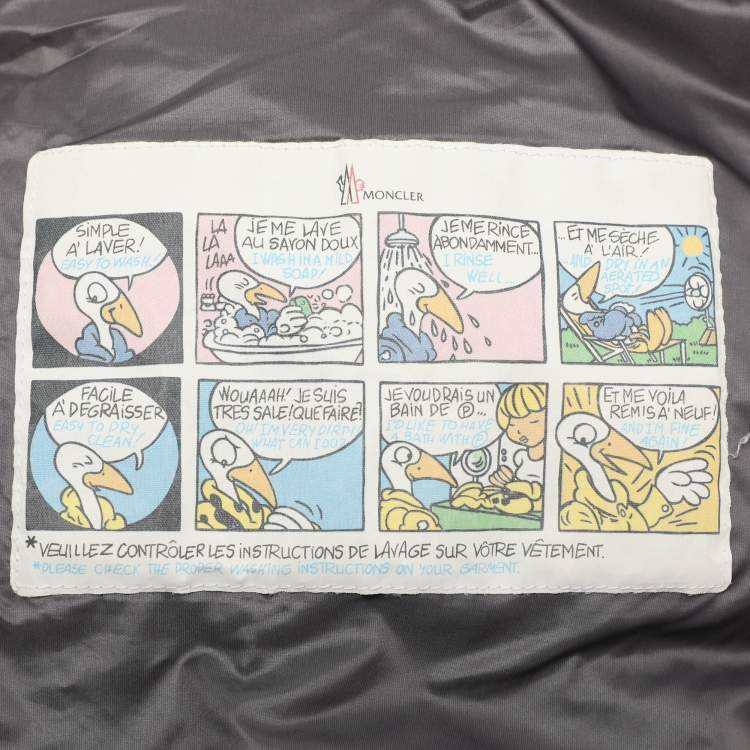 MONCLER
SIMPLE
A' LAVER!
EASY TO WASH!
LA
LA
LAAA
JE ME LAVE
AU SAYON DOUX
I WASH IN A MILD
SOAP!
JE ME RINCE
ABONDAMMENT...
I RINSE
WELL...
...ET ME SÈCHE
A' L'AIR!
...AND DRY IN AN
AERATED
SPOT!
FACILE
A' DÉGRAISSER
EASY TO DRY
CLEAN!
WOUAAAH! JE SUIS
TRES SALE! QUE FAIRE!
OH! I'M VERY DIRTY!
WHAT CAN I DO?
JE VOUDRAIS UN
BAIN DE Ⓟ...
I'D LIKE TO HAVE
A BATH WITH Ⓟ
ET ME VOILA
REMIS A' NEUF!
AND I'M FINE
AGAIN!
*VEUILLEZ CONTRÔLER LES INSTRUCTIONS DE LAVAGE SUR VÔTRE VÊTEMENT.
*PLEASE CHECK THE PROPER WASHING INSTRUCTIONS ON YOUR GARMENT.